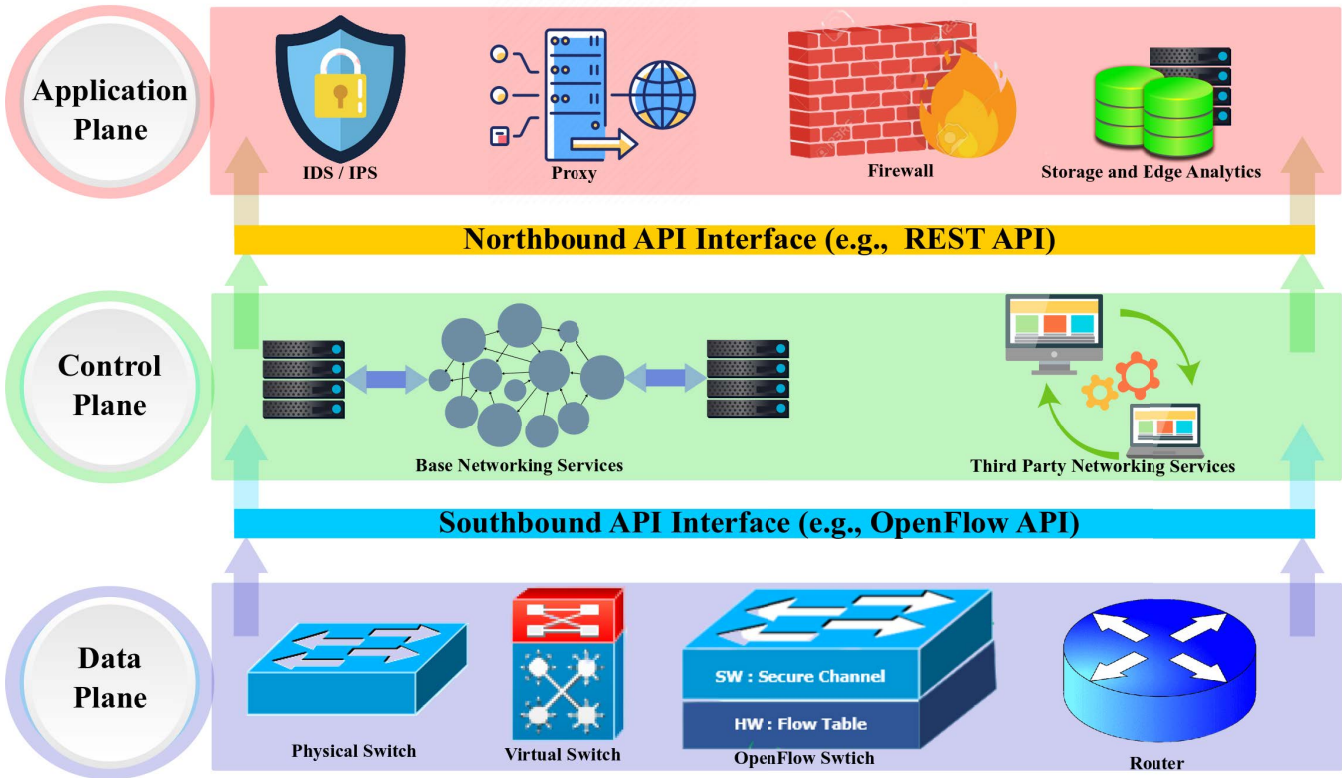 Application
Plane
IDS / IPS
Proxy
Firewall
Storage and Edge Analytics
Northbound API Interface (e.g., REST API)
Control
Plane
Base Networking Services
Third Party Networking Services
Southbound API Interface (e.g., OpenFlow API)
Data
Plane
SW : Secure Channel
HW : Flow Table
Physical Switch
Virtual Switch
OpenFlow Swtich
Router